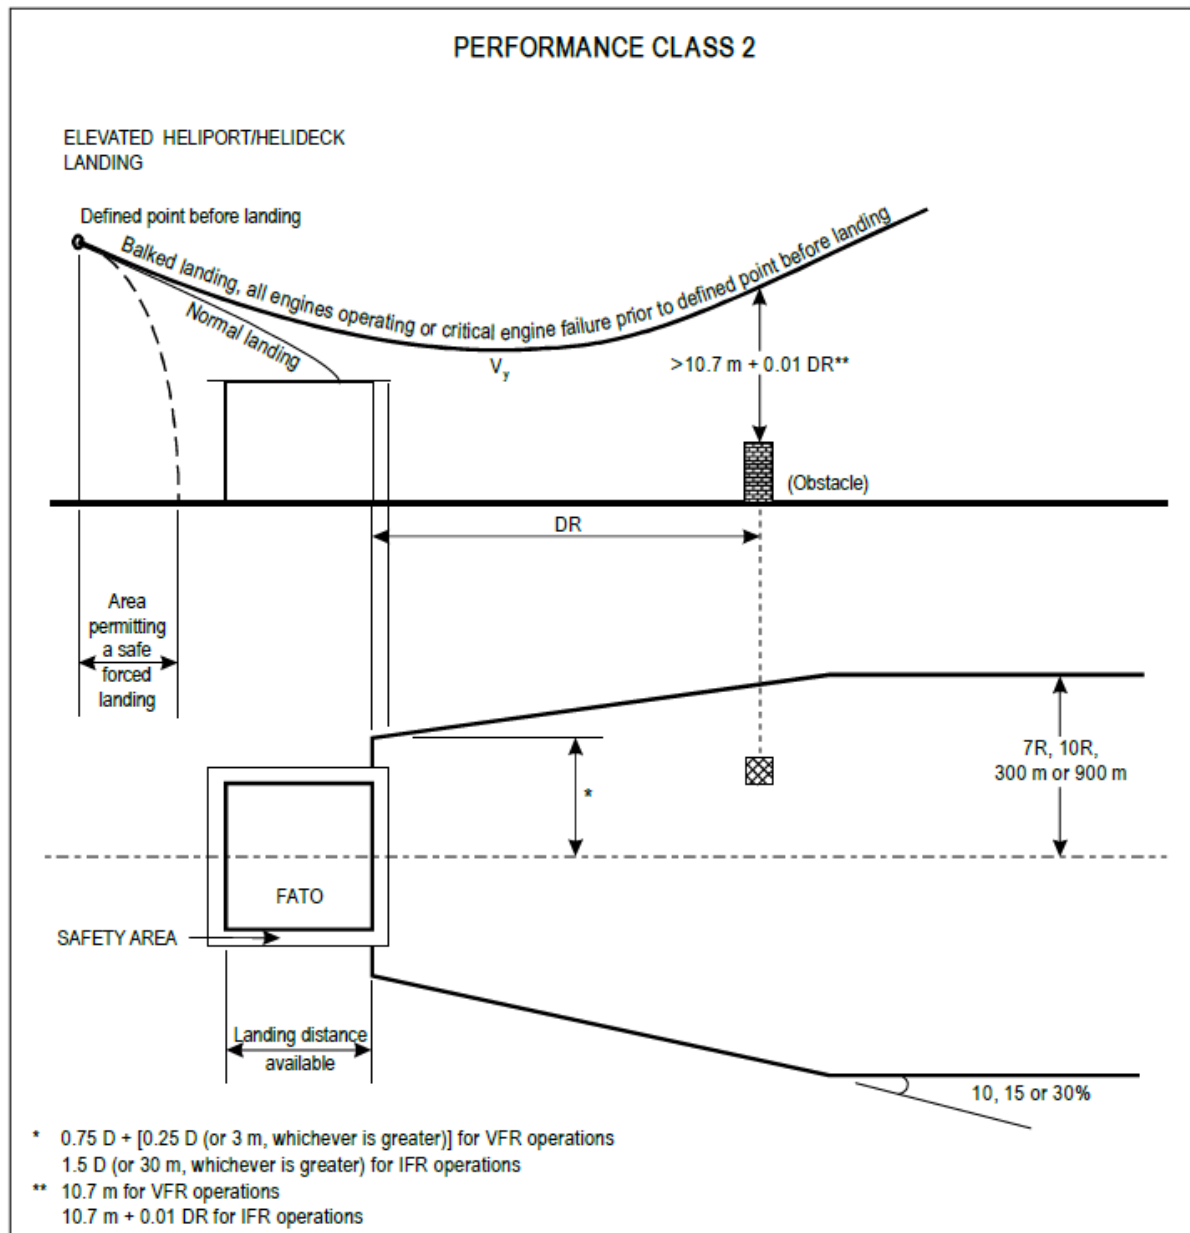 PERFORMANCE CLASS 2
ELEVATED HELIPORT/HELIDECK
LANDING
Defined point before landing
Balked landing, all engines operating or critical engine failure prior to defined point before landing
Normal landing
Vy
>10.7 m + 0.01 DR**
(Obstacle)
DR
Area
permitting
a safe
forced
landing
7R, 10R,
300 m or 900 m
*
FATO
SAFETY AREA
Landing distance
available
10, 15 or 30%
* 0.75 D + [0.25 D (or 3 m, whichever is greater)] for VFR operations
1.5 D (or 30 m, whichever is greater) for IFR operations
** 10.7 m for VFR operations
10.7 m + 0.01 DR for IFR operations